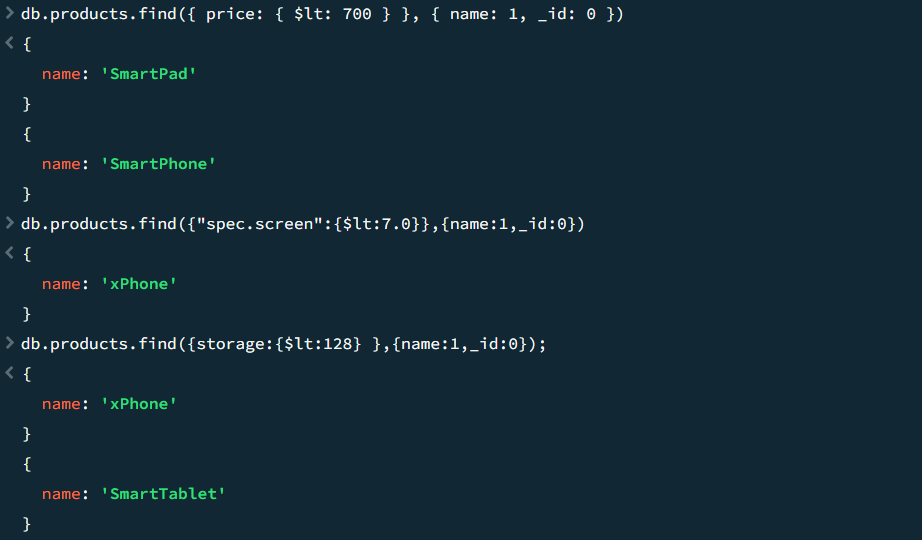 > db.products.find({ price: { $lt: 700 } }, { name: 1, _id: 0 })
< {
name: 'SmartPad'
}
{
name: 'SmartPhone'
}
> db.products.find({"spec.screen":{$lt:7.0}},{name:1,_id:0})
< {
name: 'xPhone'
}
> db.products.find({storage:{$lt:128} },{name:1,_id:0});
< {
name: 'xPhone'
}
{
name: 'SmartTablet'
}